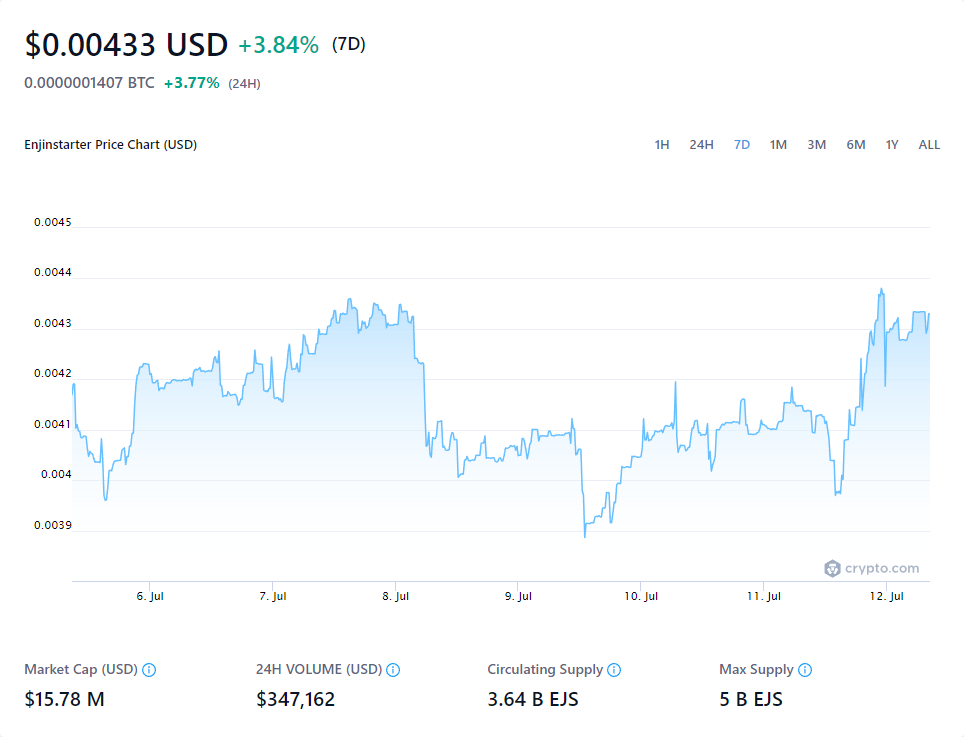 $0.00433 USD +3.84% (7D)
0.0000001407 BTC +3.77% (24H)
Enjinstarter Price Chart (USD) 1H 24H 7D 1M 3M 6M 1Y ALL
0.0045
0.0044
0.0043
0.0042
0.0041
0.004
0.0039
crypto.com
6. Jul 7. Jul 8. Jul 9. Jul 10. Jul 11. Jul 12. Jul
Market Cap (USD) 24H VOLUME (USD) Circulating Supply Max Supply
$15.78 M $347,162 3.64 B EJS 5 B EJS